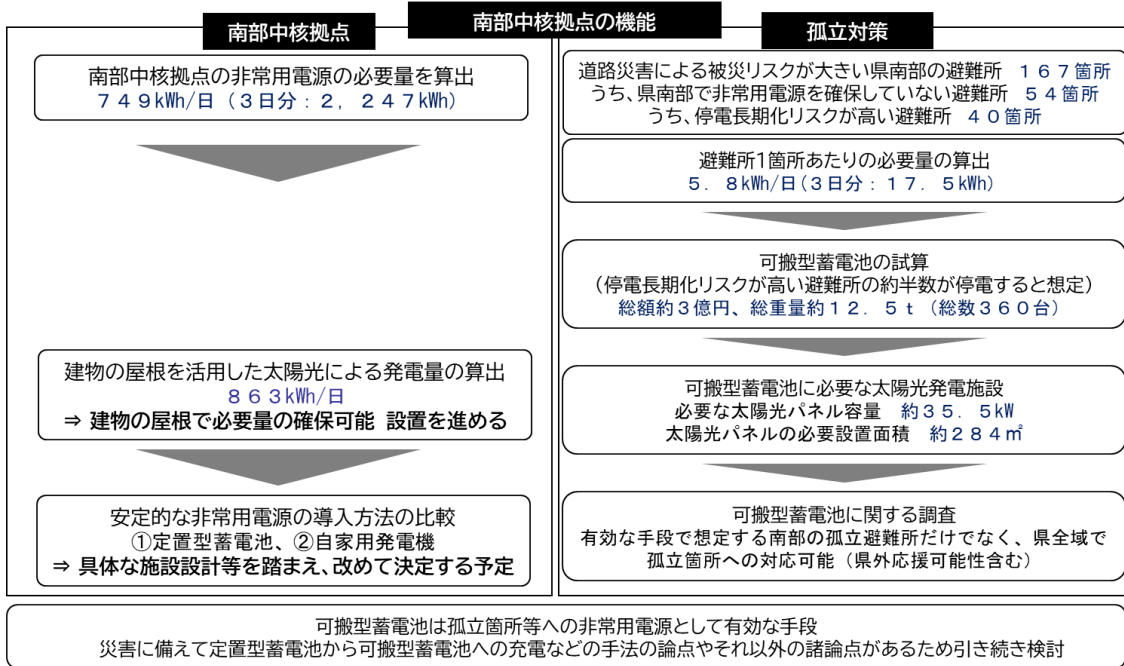 南部中核拠点の機能
南部中核拠点
南部中核拠点の非常用電源の必要量を算出
７４９kWh/日（３日分：２，２４７kWh）
建物の屋根を活用した太陽光による発電量の算出
８６３kWh/日
⇒ 建物の屋根で必要量の確保可能 設置を進める
安定的な非常用電源の導入方法の比較
①定置型蓄電池、②自家用発電機
⇒ 具体な施設設計等を踏まえ、改めて決定する予定
孤立対策
道路災害による被災リスクが大きい県南部の避難所　１６７箇所
うち、県南部で非常用電源を確保していない避難所　５４箇所
うち、停電長期化リスクが高い避難所　４０箇所
避難所1箇所あたりの必要量の算出
５．８kWh/日(３日分：１７．５kWh)
可搬型蓄電池の試算
（停電長期化リスクが高い避難所の約半数が停電すると想定）
総額約３億円、総重量約１２．５ｔ（総数３６０台）
可搬型蓄電池に必要な太陽光発電施設
必要な太陽光パネル容量　約３５．５kW
太陽光パネルの必要設置面積　約２８４㎡
可搬型蓄電池に関する調査
有効な手段で想定する南部の孤立避難所だけでなく、県全域で
孤立箇所への対応可能（県外応援可能性含む）
可搬型蓄電池は孤立箇所等への非常用電源として有効な手段
災害に備えて定置型蓄電池から可搬型蓄電池への充電などの手法の論点やそれ以外の諸論点があるため引き続き検討